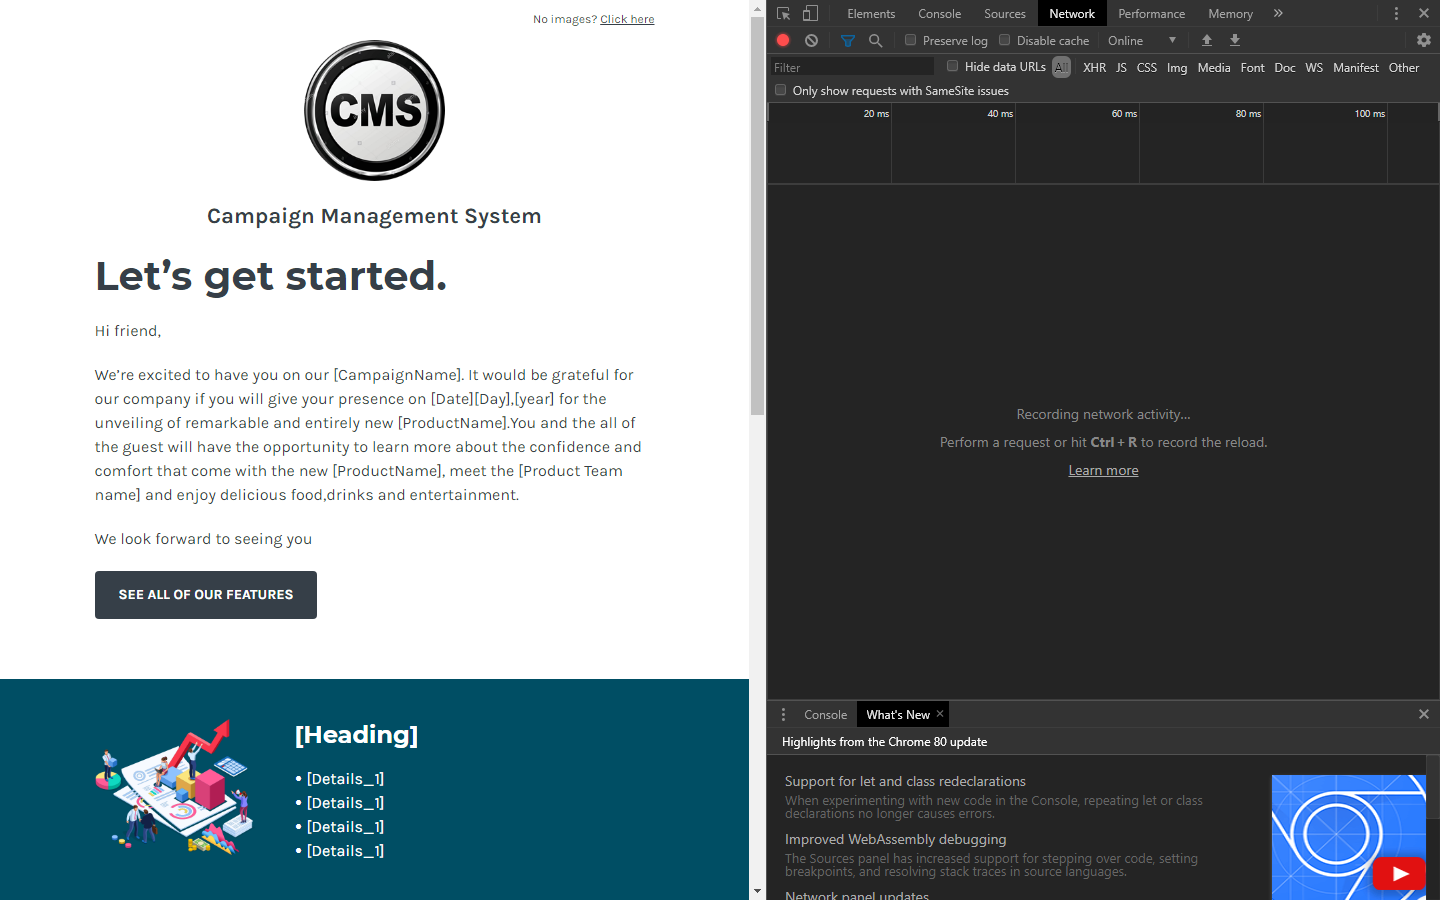 No images? Click here
CMS
Campaign Management System
Let’s get started.
Hi friend,
We’re excited to have you on our [CampaignName]. It would be grateful for
our company if you will give your presence on [Date][Day],[year] for the
unveiling of remarkable and entirely new [ProductName].You and the all of
the guest will have the opportunity to learn more about the confidence and
comfort that come with the new [ProductName], meet the [Product Team
name] and enjoy delicious food,drinks and entertainment.
We look forward to seeing you
SEE ALL OF OUR FEATURES
[Heading]
• [Details_1]
• [Details_1]
• [Details_1]
• [Details_1]
Elements Console Sources Network Performance Memory »
Preserve log Disable cache Online
Filter Hide data URLs All XHR JS CSS Img Media Font Doc WS Manifest Other
Only show requests with SameSite issues
20 ms 40 ms 60 ms 80 ms 100 ms
Recording network activity…
Perform a request or hit Ctrl + R to record the reload.
Learn more
Console What's New ×
Highlights from the Chrome 80 update
Support for let and class redeclarations
When experimenting with new code in the Console, repeating let or class
declarations no longer causes errors.
Improved WebAssembly debugging
The Sources panel has increased support for stepping over code, setting
breakpoints, and resolving stack traces in source languages.
Network panel updates